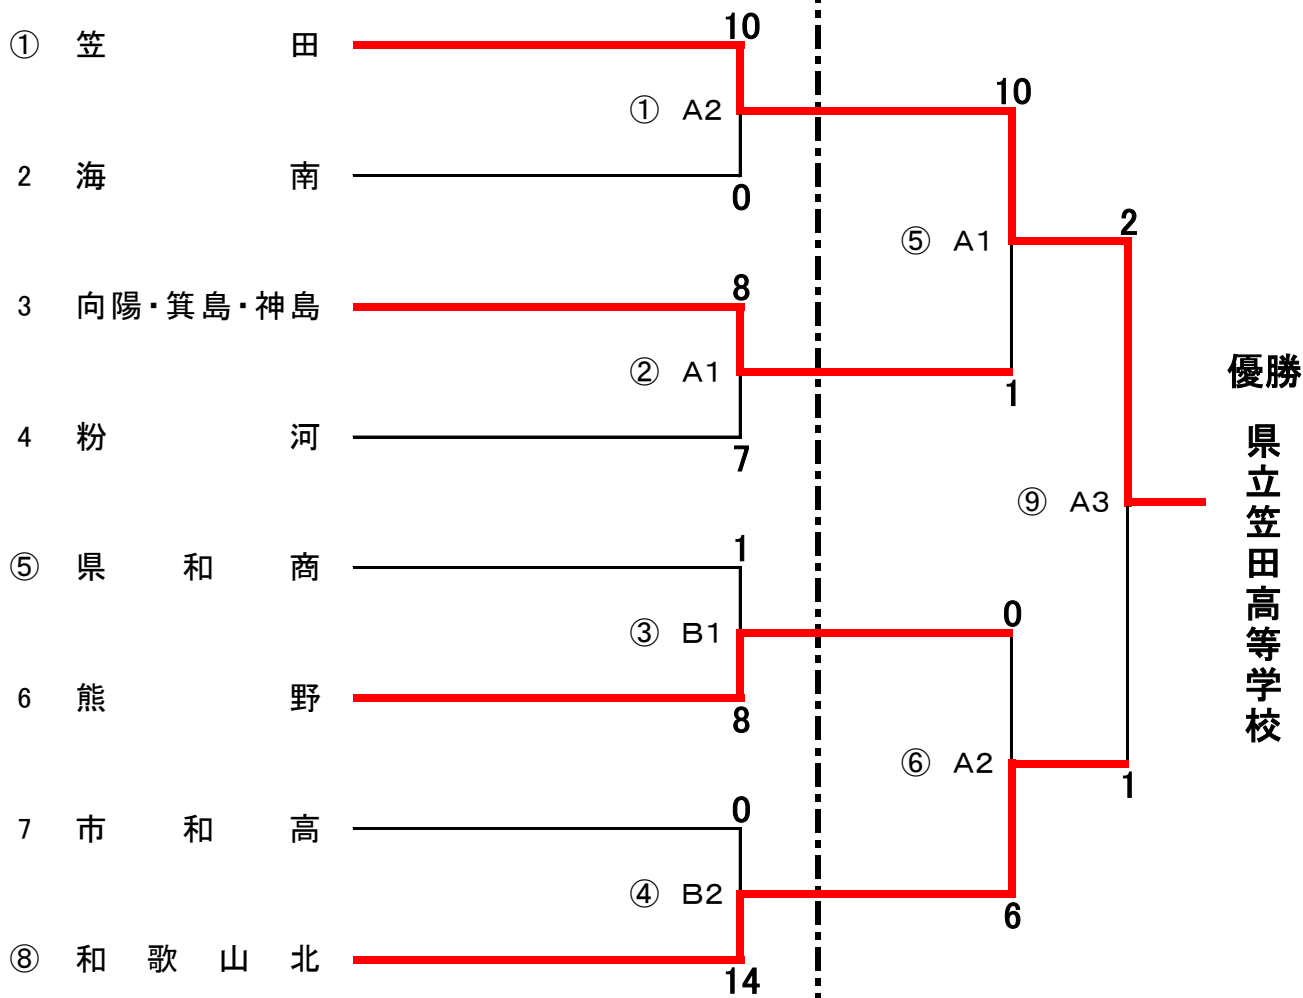 10
① 笠 田
10
① A2
2 海 南
0
2
⑤ A1
8
3 向陽・箕島・神島
② A1
1
優勝
4 粉 河
7
県立笠田高等学校
⑨ A3
1
⑤ 県 和 商
0
③ B1
6 熊 野
8
⑥ A2
1
0
7 市 和 高
④ B2
6
⑧ 和 歌 山 北
14